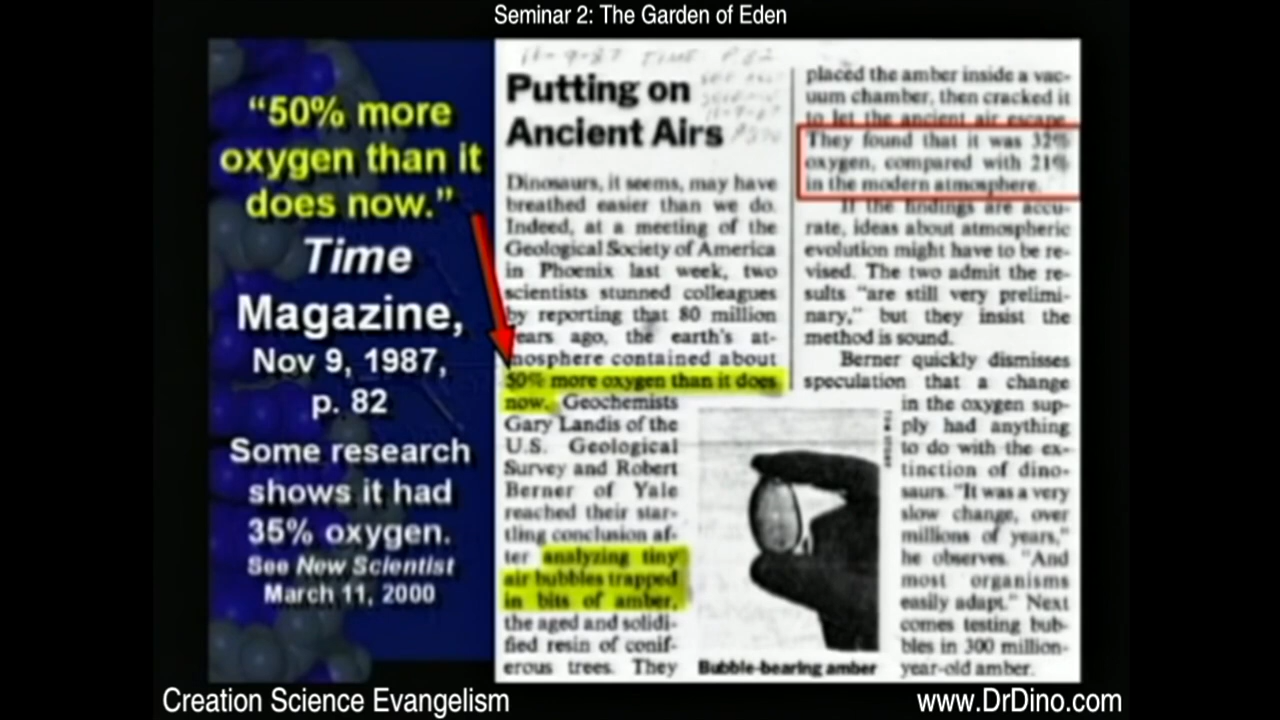 Seminar 2: The Garden of Eden
“50% more
oxygen than it
does now.”
Time
Magazine,
Nov 9, 1987,
p. 82
Some research
shows it had
35% oxygen.
See New Scientist
March 11, 2000
11-9-87 TIME P.82
Putting on
Ancient Airs
Dinosaurs, it seems, may have
breathed easier than we do.
Indeed, at a meeting of the
Geological Society of America
in Phoenix last week, two
scientists stunned colleagues
by reporting that 80 million
years ago, the earth's at-
mosphere contained about
50% more oxygen than it does
now. Geochemists
Gary Landis of the
U.S. Geological
Survey and Robert
Berner of Yale
reached their star-
tling conclusion af-
ter analyzing tiny
air bubbles trapped
in bits of amber,
the aged and solidi-
fied resin of conif-
erous trees. They
placed the amber inside a vac-
uum chamber, then cracked it
to let the ancient air escape.
They found that it was 32%
oxygen, compared with 21%
in the modern atmosphere.
If the findings are accu-
rate, ideas about atmospheric
evolution might have to be re-
vised. The two admit the re-
sults “are still very prelimi-
nary,” but they insist the
method is sound.
Berner quickly dismisses
speculation that a change
in the oxygen sup-
ply had anything
to do with the ex-
tinction of dino-
saurs. “It was a very
slow change, over
millions of years,”
he observes. “And
most organisms
easily adapt.” Next
comes testing bub-
bles in 300 million-
year-old amber.
Bubble-bearing amber
Creation Science Evangelism
www.DrDino.com